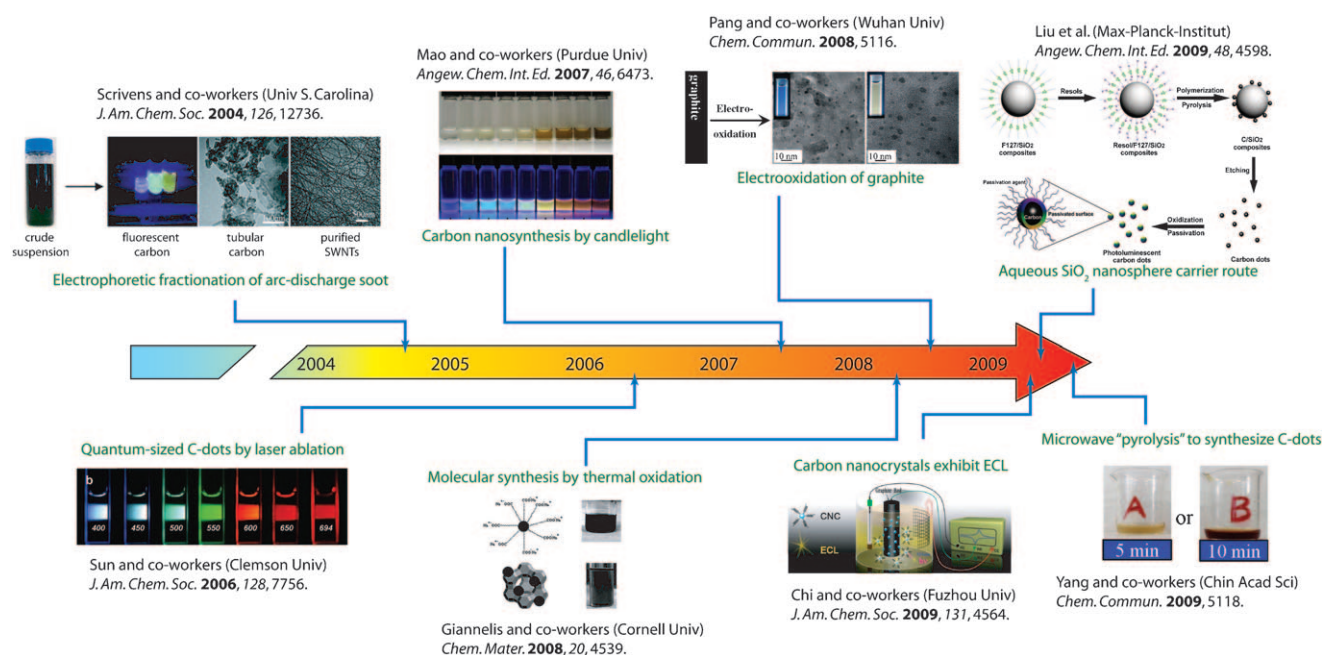 Scrivens and co-workers (Univ S. Carolina)
J. Am. Chem. Soc. 2004, 126, 12736.
crude
suspension
fluorescent
carbon
tubular
carbon
purified
SWNTs
Electrophoretic fractionation of arc-discharge soot
Mao and co-workers (Purdue Univ)
Angew. Chem. Int. Ed. 2007, 46, 6473.
Carbon nanosynthesis by candlelight
Pang and co-workers (Wuhan Univ)
Chem. Commun. 2008, 5116.
graphite
Electro-
oxidation
10 nm
10 nm
Electrooxidation of graphite
Liu et al. (Max-Planck-Institut)
Angew. Chem. Int. Ed. 2009, 48, 4598.
F127/SiO2
composites
Resols
Resol/F127/SiO2
composites
Polymerization
Pyrolysis
C/SiO2
composites
Etching
Carbon dots
Oxidization
Passivation
Photoluminescent
carbon dots
Passivation agent
Passivated surface
Carbon
Aqueous SiO2 nanosphere carrier route
2004
2005
2006
2007
2008
2009
Quantum-sized C-dots by laser ablation
b
400
450
500
550
600
650
694
Sun and co-workers (Clemson Univ)
J. Am. Chem. Soc. 2006, 128, 7756.
Molecular synthesis by thermal oxidation
Giannelis and co-workers (Cornell Univ)
Chem. Mater. 2008, 20, 4539.
Carbon nanocrystals exhibit ECL
CNC
ECL
Chi and co-workers (Fuzhou Univ)
J. Am. Chem. Soc. 2009, 131, 4564.
Microwave "pyrolysis" to synthesize C-dots
A
or
B
5 min
10 min
Yang and co-workers (Chin Acad Sci)
Chem. Commun. 2009, 5118.